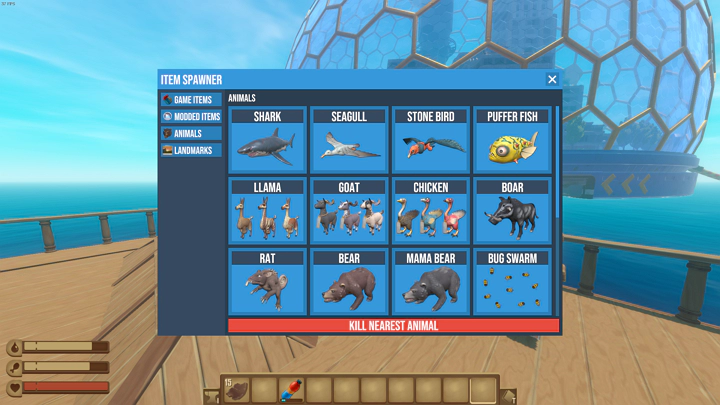 ITEM SPAWNER
GAME ITEMS
MODDED ITEMS
ANIMALS
LANDMARKS
ANIMALS
SHARK
SEAGULL
STONE BIRD
PUFFER FISH
LLAMA
GOAT
CHICKEN
BOAR
RAT
BEAR
MAMA BEAR
BUG SWARM
KILL NEAREST ANIMAL
15